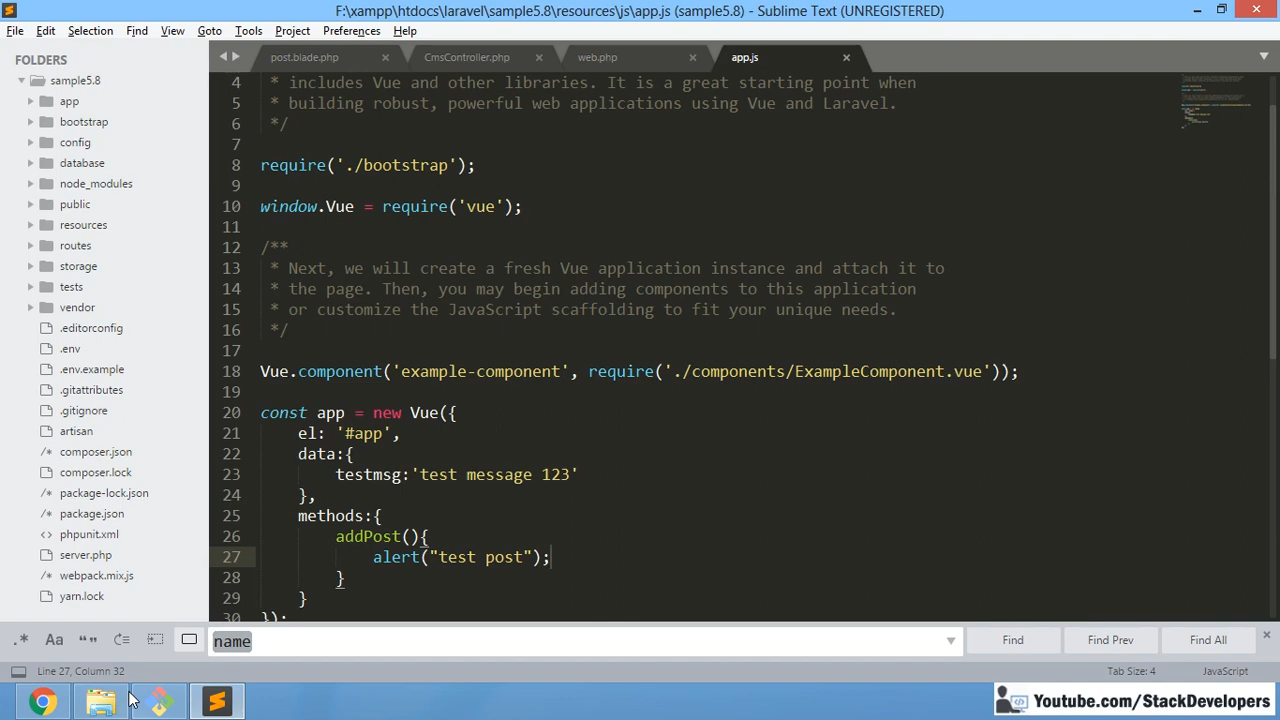 F:\xampp\htdocs\laravel\sample5.8\resources\js\app.js (sample5.8) - Sublime Text (UNREGISTERED)
File Edit Selection Find View Goto Tools Project Preferences Help
FOLDERS
sample5.8
app
bootstrap
config
database
node_modules
public
resources
routes
storage
tests
vendor
.editorconfig
.env
.env.example
.gitattributes
.gitignore
artisan
composer.json
composer.lock
package-lock.json
package.json
phpunit.xml
server.php
webpack.mix.js
yarn.lock
post.blade.php CmsController.php web.php app.js
4 * includes Vue and other libraries. It is a great starting point when
5 * building robust, powerful web applications using Vue and Laravel.
6 */
7
8 require('./bootstrap');
9
10 window.Vue = require('vue');
11
12 /**
13 * Next, we will create a fresh Vue application instance and attach it to
14 * the page. Then, you may begin adding components to this application
15 * or customize the JavaScript scaffolding to fit your unique needs.
16 */
17
18 Vue.component('example-component', require('./components/ExampleComponent.vue'));
19
20 const app = new Vue({
21 el: '#app',
22 data:{
23 testmsg:'test message 123'
24 },
25 methods:{
26 addPost(){
27 alert("test post");
28 }
29 }
30 });
.* Aa “” name Find Find Prev Find All
Line 27, Column 32 Tab Size: 4 JavaScript
Youtube.com/StackDevelopers